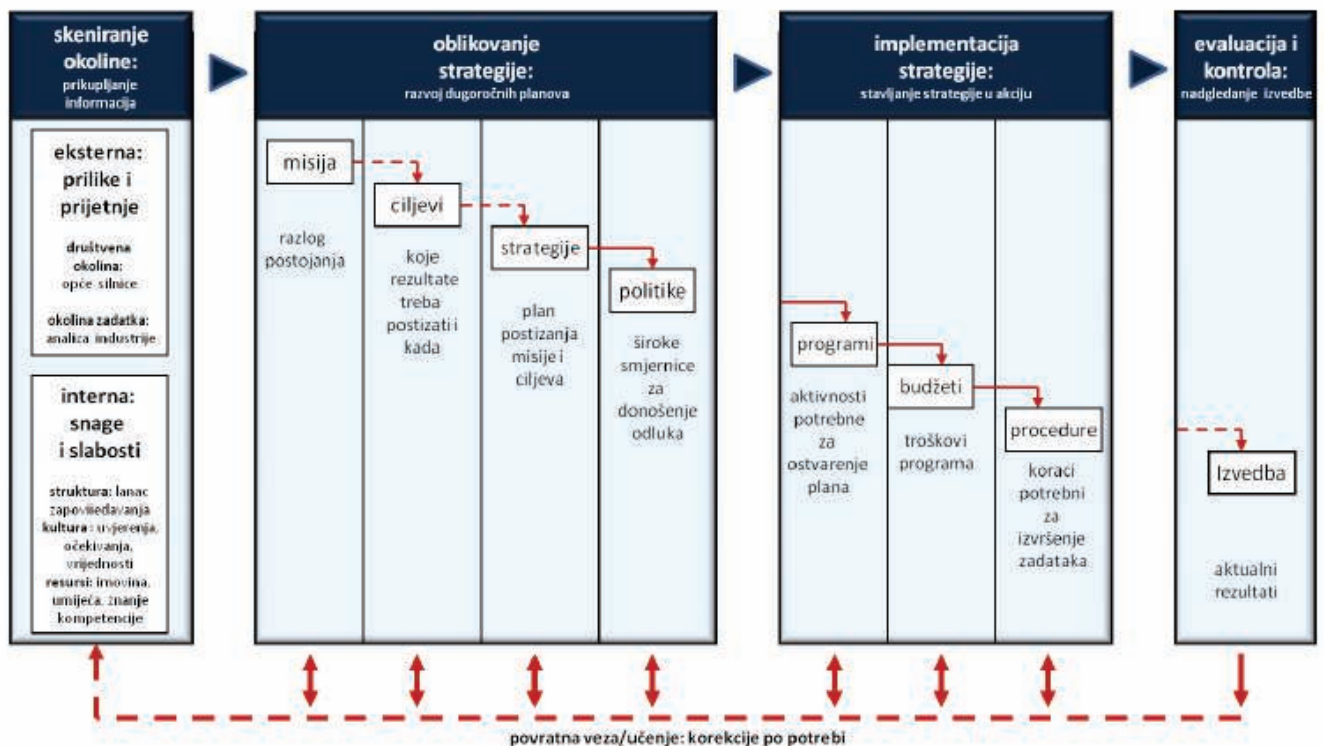 skeniranje
okoline:
prikupljanje
informacija
eksterna:
prilike i
prijetnje
društvena
okolina:
opće silnice
okolina zadatka:
analiza industrije
interna:
snage
i slabosti
struktura: lanac
zapovijedavanja
kultura : uvjerenja,
očekivanja,
vrijednosti
resursi: imovina,
umijeća, znanje
kompetencije
oblikovanje
strategije:
razvoj dugoročnih planova
misija
razlog
postojanja
ciljevi
koje
rezultate
treba
postizati i
kada
strategije
plan
postizanja
misije i
ciljeva
politike
široke
smjernice
za
donošenje
odluka
implementacija
strategije:
stavljanje strategije u akciju
programi
aktivnosti
potrebne
za
ostvarenje
plana
budžeti
troškovi
programa
procedure
koraci
potrebni
za
izvršenje
zadataka
evaluacija i
kontrola:
nadgledanje izvedbe
Izvedba
aktualni
rezultati
povratna veza/učenje: korekcije po potrebi